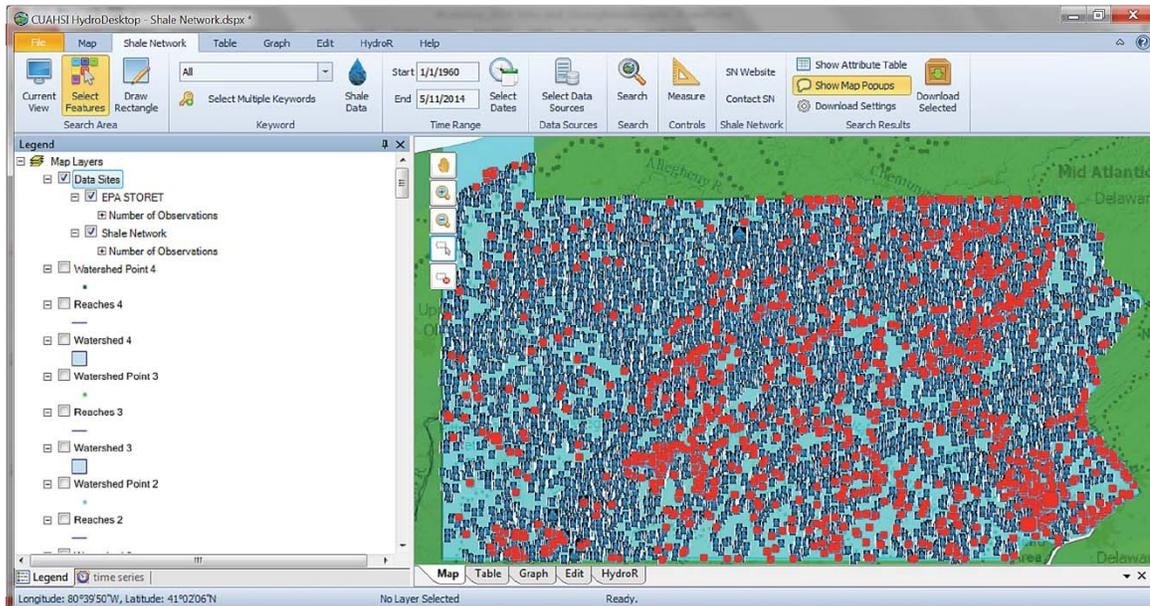 CUAHSI HydroDesktop - Shale Network.dspx *
File Map Shale Network Table Graph Edit HydroR Help
Current View
Select Features
Draw Rectangle
Search Area
All
Select Multiple Keywords
Shale Data
Keyword
Start 1/1/1960
End 5/11/2014
Select Dates
Time Range
Select Data Sources
Data Sources
Search
Search
Measure
Controls
SN Website
Contact SN
Shale Network
Show Attribute Table
Show Map Popups
Download Settings
Download Selected
Search Results
Legend
Map Layers
Data Sites
EPA STORET
Number of Observations
Shale Network
Number of Observations
Watershed Point 4
Reaches 4
Watershed 4
Watershed Point 3
Reaches 3
Watershed 3
Watershed Point 2
Reaches 2
Legend time series
Allegheny R.
Mid Atlantic
Delawar
Area
Delawar
Map Table Graph Edit HydroR
Longitude: 80°39'50"W, Latitude: 41°02'06"N No Layer Selected Ready.